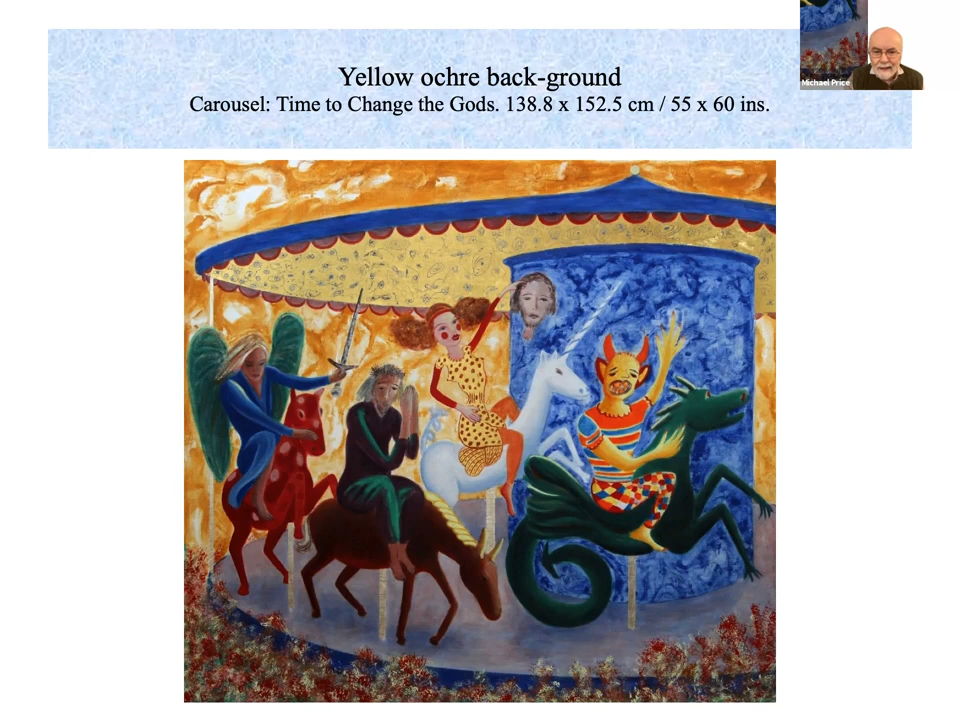 Yellow ochre back-ground
Carousel: Time to Change the Gods. 138.8 x 152.5 cm / 55 x 60 ins.
Michael Price